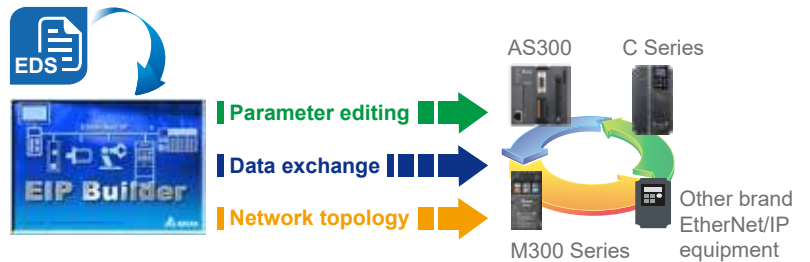 EDS
EIP Builder
Parameter editing
Data exchange
Network topology
AS300
C Series
M300 Series
Other brand
EtherNet/IP
equipment